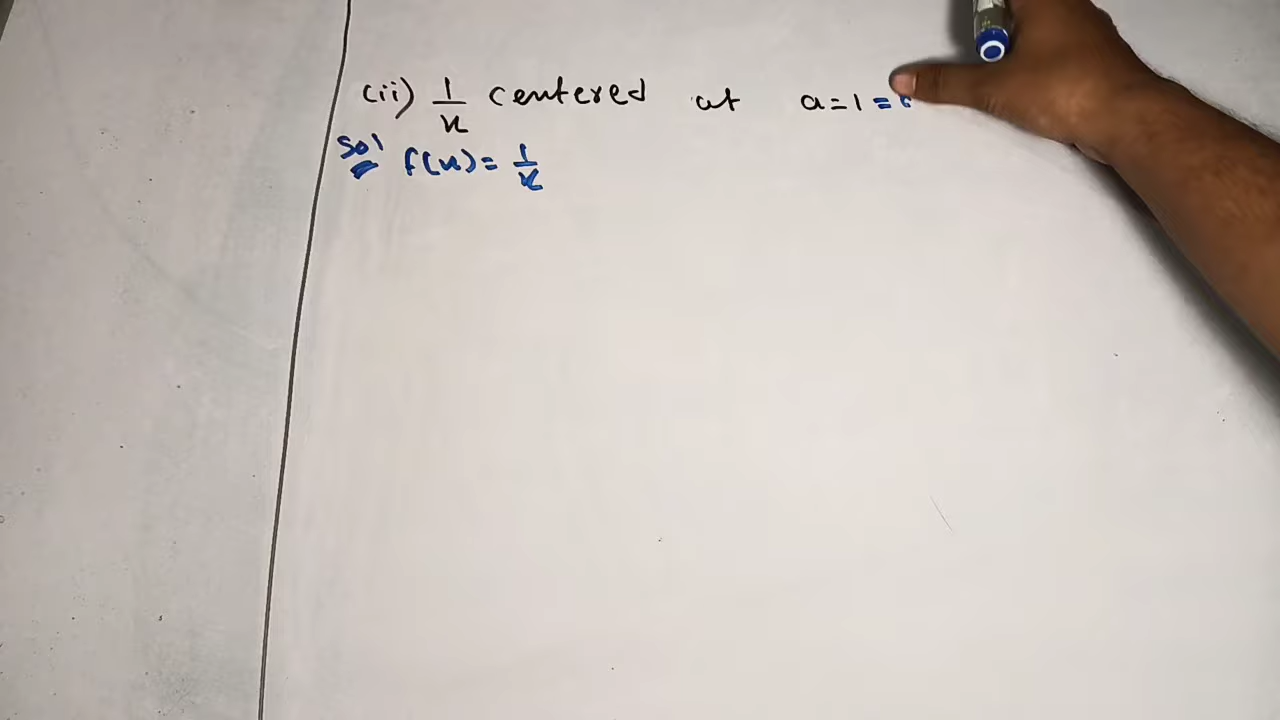 (ii) 1/x centered at a=1 =
Sol f(x)= 1/x